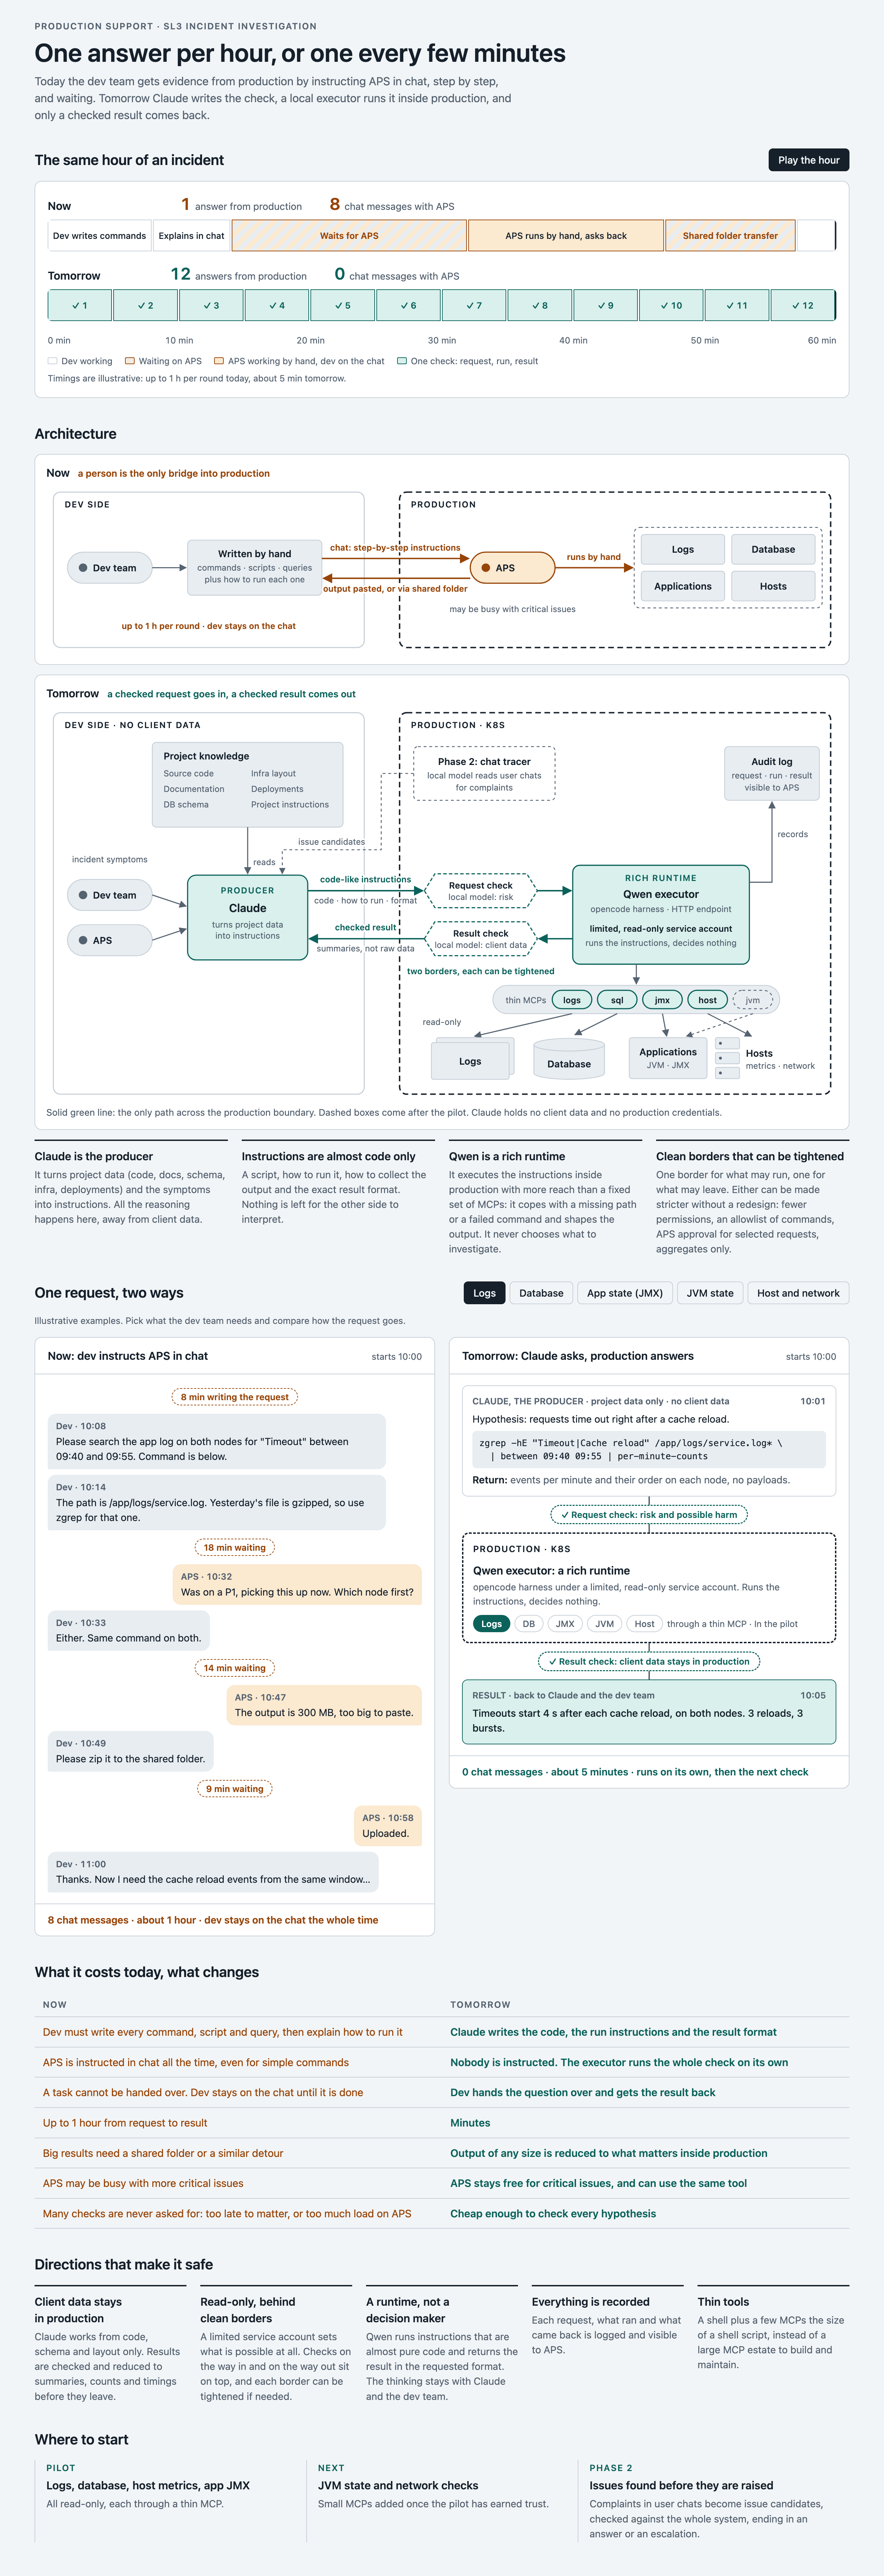 PRODUCTION SUPPORT · SL3 INCIDENT INVESTIGATION
One answer per hour, or one every few minutes
Today the dev team gets evidence from production by instructing APS in chat, step by step,
and waiting. Tomorrow Claude writes the check, a local executor runs it inside production, and
only a checked result comes back.
The same hour of an incident
Play the hour
Now
1 answer from production
8 chat messages with APS
Dev writes commands
Explains in chat
Waits for APS
APS runs by hand, asks back
Shared folder transfer
Tomorrow
12 answers from production
0 chat messages with APS
✓ 1
✓ 2
✓ 3
✓ 4
✓ 5
✓ 6
✓ 7
✓ 8
✓ 9
✓ 10
✓ 11
✓ 12
0 min
10 min
20 min
30 min
40 min
50 min
60 min
Dev working
Waiting on APS
APS working by hand, dev on the chat
One check: request, run, result
Timings are illustrative: up to 1 h per round today, about 5 min tomorrow.
Architecture
Now a person is the only bridge into production
DEV SIDE
PRODUCTION
Dev team
Written by hand
commands · scripts · queries
plus how to run each one
chat: step-by-step instructions
output pasted, or via shared folder
APS
runs by hand
may be busy with critical issues
Logs
Database
Applications
Hosts
up to 1 h per round · dev stays on the chat
Tomorrow a checked request goes in, a checked result comes out
DEV SIDE · NO CLIENT DATA
PRODUCTION · K8S
Project knowledge
Source code
Infra layout
Documentation
Deployments
DB schema
Project instructions
Phase 2: chat tracer
local model reads user chats
for complaints
Audit log
request · run · result
visible to APS
issue candidates
records
incident symptoms
reads
Dev team
APS
PRODUCER
Claude
turns project data
into instructions
code-like instructions
code · how to run · format
checked result
summaries, not raw data
Request check
local model: risk
Result check
local model: client data
two borders, each can be tightened
RICH RUNTIME
Qwen executor
opencode harness · HTTP endpoint
limited, read-only service account
runs the instructions, decides nothing
thin MCPs
logs
sql
jmx
host
jvm
read-only
Logs
Database
Applications
JVM · JMX
Hosts
metrics · network
Solid green line: the only path across the production boundary. Dashed boxes come after the pilot. Claude holds no client data and no production credentials.
Claude is the producer
It turns project data (code, docs, schema,
infra, deployments) and the symptoms
into instructions. All the reasoning
happens here, away from client data.
Instructions are almost code only
A script, how to run it, how to collect the
output and the exact result format.
Nothing is left for the other side to
interpret.
Qwen is a rich runtime
It executes the instructions inside
production with more reach than a fixed
set of MCPs: it copes with a missing path
or a failed command and shapes the
output. It never chooses what to
investigate.
Clean borders that can be tightened
One border for what may run, one for
what may leave. Either can be made
stricter without a redesign: fewer
permissions, an allowlist of commands,
APS approval for selected requests,
aggregates only.
One request, two ways
Logs
Database
App state (JMX)
JVM state
Host and network
Illustrative examples. Pick what the dev team needs and compare how the request goes.
Now: dev instructs APS in chat
starts 10:00
8 min writing the request
Dev · 10:08
Please search the app log on both nodes for "Timeout" between
09:40 and 09:55. Command is below.
Dev · 10:14
The path is /app/logs/service.log. Yesterday's file is gzipped, so use
zgrep for that one.
18 min waiting
APS · 10:32
Was on a P1, picking this up now. Which node first?
Dev · 10:33
Either. Same command on both.
14 min waiting
APS · 10:47
The output is 300 MB, too big to paste.
Dev · 10:49
Please zip it to the shared folder.
9 min waiting
APS · 10:58
Uploaded.
Dev · 11:00
Thanks. Now I need the cache reload events from the same window…
8 chat messages · about 1 hour · dev stays on the chat the whole time
Tomorrow: Claude asks, production answers
starts 10:00
CLAUDE, THE PRODUCER · project data only · no client data
10:01
Hypothesis: requests time out right after a cache reload.
zgrep -hE "Timeout|Cache reload" /app/logs/service.log* \
| between 09:40 09:55 | per-minute-counts
Return: events per minute and their order on each node, no payloads.
✓ Request check: risk and possible harm
PRODUCTION · K8S
Qwen executor: a rich runtime
opencode harness under a limited, read-only service account. Runs the
instructions, decides nothing.
Logs
DB
JMX
JVM
Host
through a thin MCP · In the pilot
✓ Result check: client data stays in production
RESULT · back to Claude and the dev team
10:05
Timeouts start 4 s after each cache reload, on both nodes. 3 reloads, 3
bursts.
0 chat messages · about 5 minutes · runs on its own, then the next check
What it costs today, what changes
NOW
TOMORROW
Dev must write every command, script and query, then explain how to run it
Claude writes the code, the run instructions and the result format
APS is instructed in chat all the time, even for simple commands
Nobody is instructed. The executor runs the whole check on its own
A task cannot be handed over. Dev stays on the chat until it is done
Dev hands the question over and gets the result back
Up to 1 hour from request to result
Minutes
Big results need a shared folder or a similar detour
Output of any size is reduced to what matters inside production
APS may be busy with more critical issues
APS stays free for critical issues, and can use the same tool
Many checks are never asked for: too late to matter, or too much load on APS
Cheap enough to check every hypothesis
Directions that make it safe
Client data stays
in production
Claude works from code,
schema and layout only. Results
are checked and reduced to
summaries, counts and timings
before they leave.
Read-only, behind
clean borders
A limited service account sets
what is possible at all. Checks on
the way in and on the way out sit
on top, and each border can be
tightened if needed.
A runtime, not a
decision maker
Qwen runs instructions that are
almost pure code and returns the
result in the requested format.
The thinking stays with Claude
and the dev team.
Everything is recorded
Each request, what ran and what
came back is logged and visible
to APS.
Thin tools
A shell plus a few MCPs the size
of a shell script, instead of a
large MCP estate to build and
maintain.
Where to start
PILOT
Logs, database, host metrics, app JMX
All read-only, each through a thin MCP.
NEXT
JVM state and network checks
Small MCPs added once the pilot has earned trust.
PHASE 2
Issues found before they are raised
Complaints in user chats become issue candidates,
checked against the whole system, ending in an
answer or an escalation.